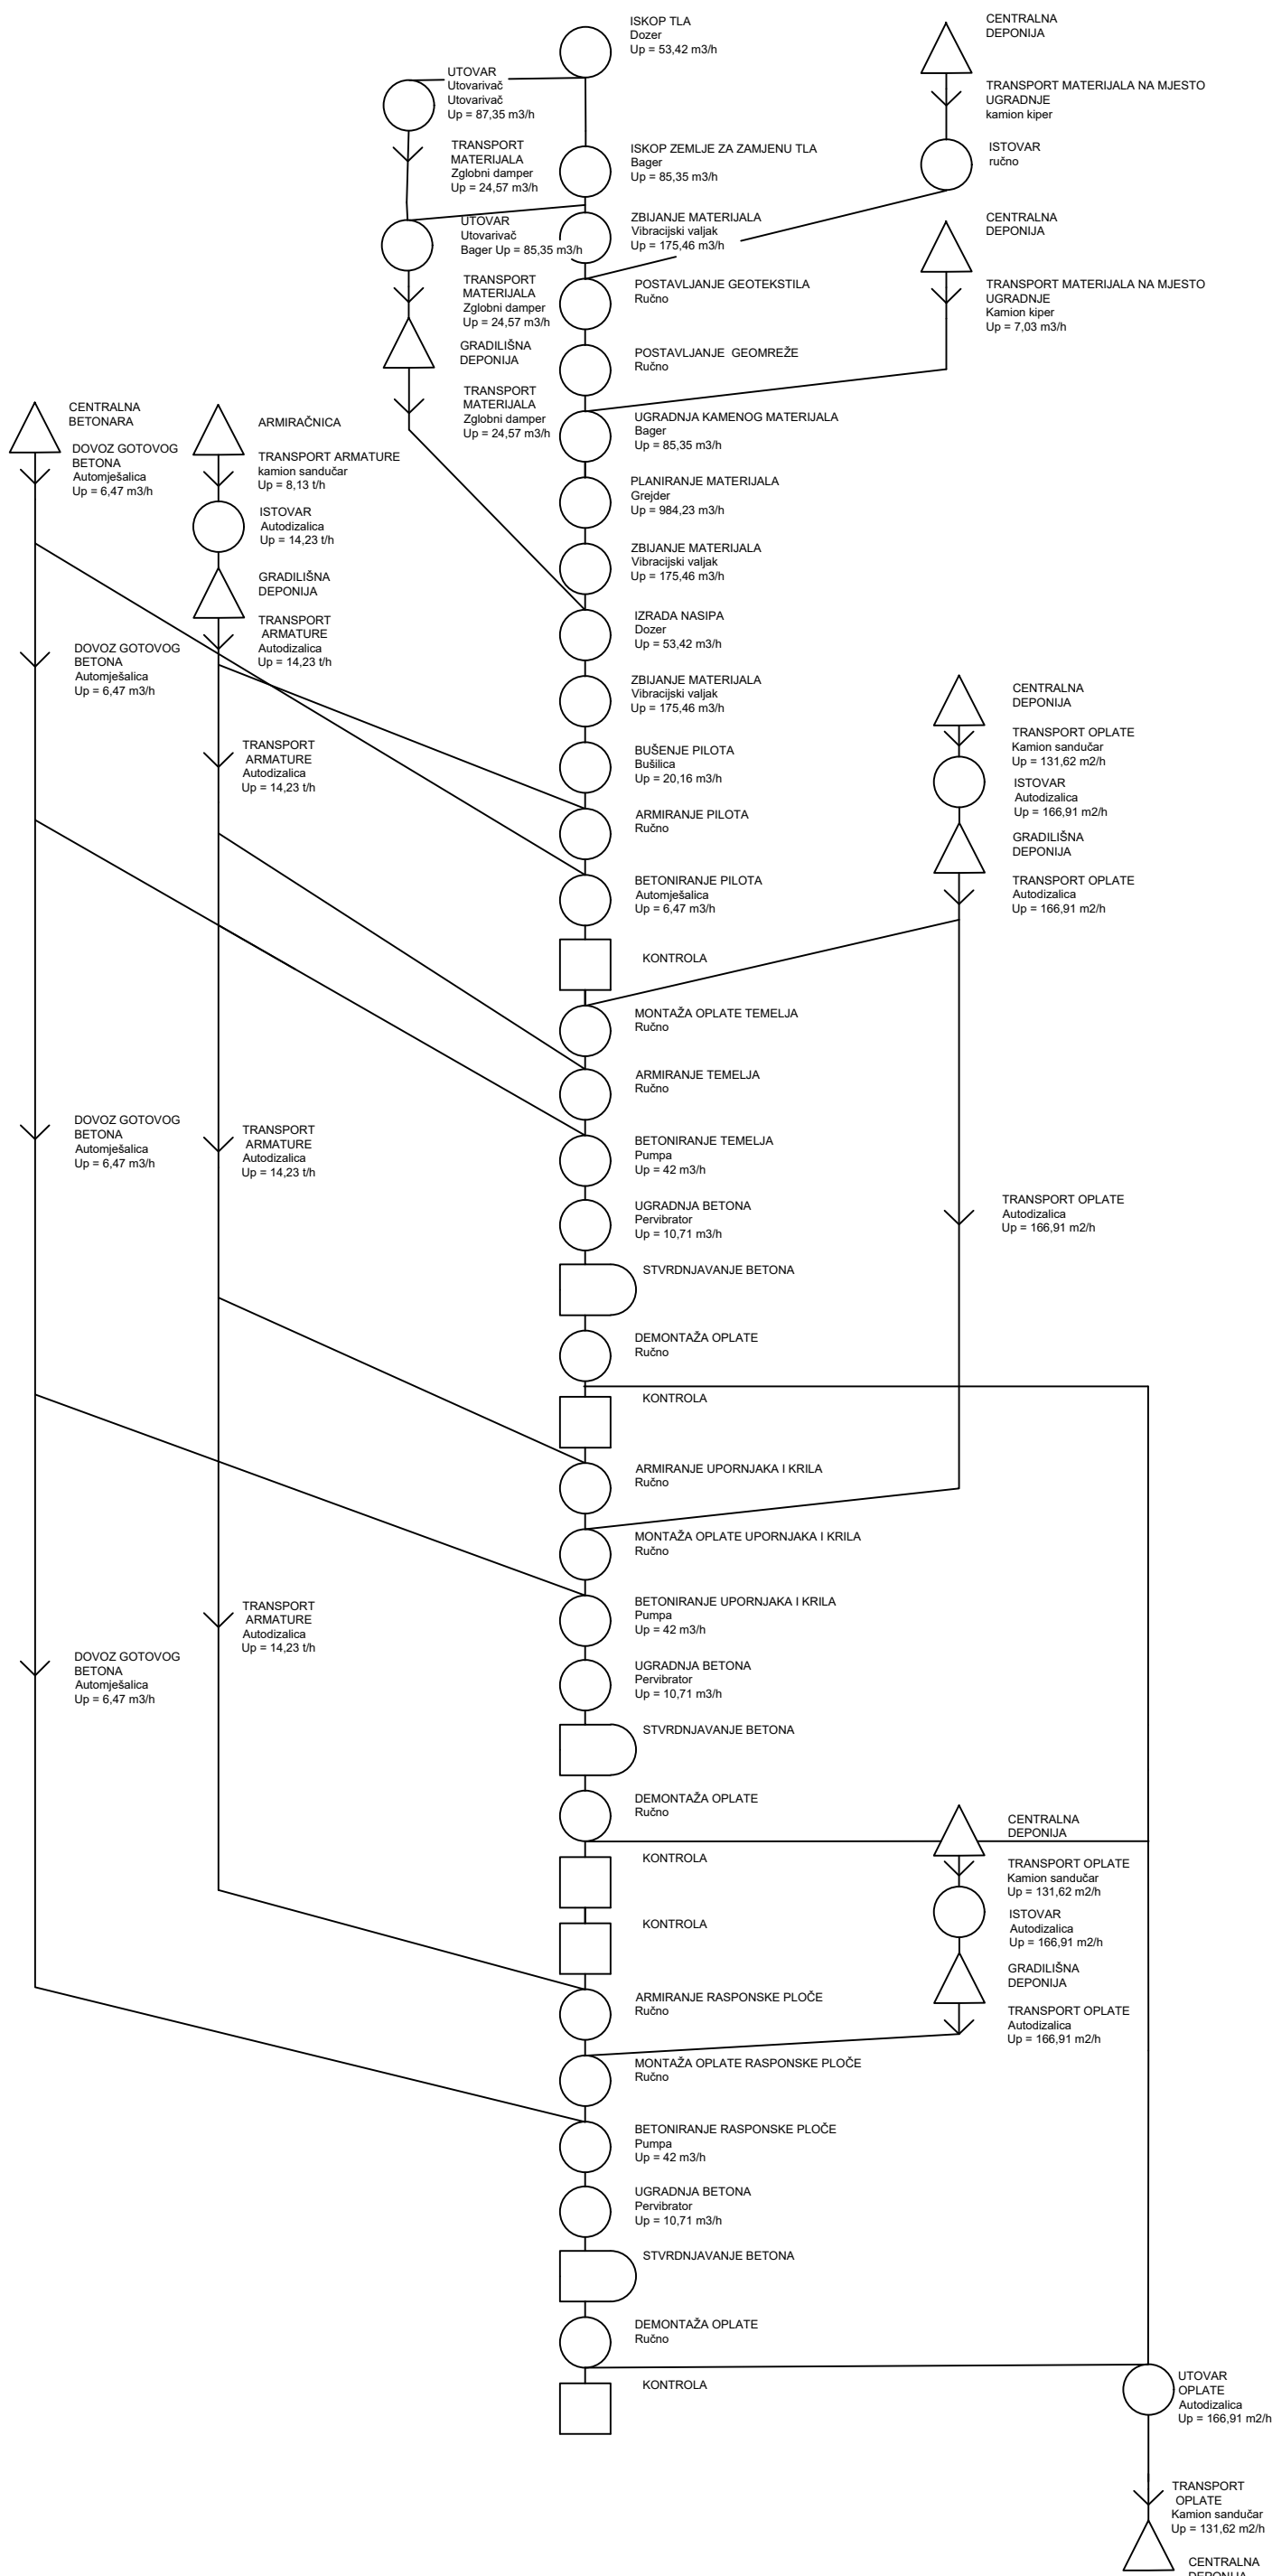 ISKOP TLA
Dozer
Up = 53,42 m3/h
CENTRALNA
DEPONIJA
UTOVAR
Utovarivač
Utovarivač
Up = 87,35 m3/h
TRANSPORT MATERIJALA NA MJESTO
UGRADNJE
kamion kiper
TRANSPORT
MATERIJALA
Zglobni damper
Up = 24,57 m3/h
ISKOP ZEMLJE ZA ZAMJENU TLA
Bager
Up = 85,35 m3/h
ISTOVAR
ručno
UTOVAR
Utovarivač
Bager Up = 85,35 m3/h
ZBIJANJE MATERIJALA
Vibracijski valjak
Up = 175,46 m3/h
CENTRALNA
DEPONIJA
TRANSPORT
MATERIJALA
Zglobni damper
Up = 24,57 m3/h
POSTAVLJANJE GEOTEKSTILA
Ručno
TRANSPORT MATERIJALA NA MJESTO
UGRADNJE
Kamion kiper
Up = 7,03 m3/h
GRADILIŠNA
DEPONIJA
POSTAVLJANJE  GEOMREŽE
Ručno
TRANSPORT
MATERIJALA
Zglobni damper
Up = 24,57 m3/h
UGRADNJA KAMENOG MATERIJALA
Bager
Up = 85,35 m3/h
CENTRALNA
BETONARA
ARMIRAČNICA
DOVOZ GOTOVOG
BETONA
Automješalica
Up = 6,47 m3/h
TRANSPORT ARMATURE
kamion sandučar
Up = 8,13 t/h
PLANIRANJE MATERIJALA
Grejder
Up = 984,23 m3/h
ISTOVAR
Autodizalica
Up = 14,23 t/h
ZBIJANJE MATERIJALA
Vibracijski valjak
Up = 175,46 m3/h
GRADILIŠNA
DEPONIJA
TRANSPORT
ARMATURE
Autodizalica
Up = 14,23 t/h
IZRADA NASIPA
Dozer
Up = 53,42 m3/h
DOVOZ GOTOVOG
BETONA
Automješalica
Up = 6,47 m3/h
ZBIJANJE MATERIJALA
Vibracijski valjak
Up = 175,46 m3/h
CENTRALNA
DEPONIJA
TRANSPORT
ARMATURE
Autodizalica
Up = 14,23 t/h
BUŠENJE PILOTA
Bušilica
Up = 20,16 m3/h
TRANSPORT OPLATE
Kamion sandučar
Up = 131,62 m2/h
ISTOVAR
Autodizalica
Up = 166,91 m2/h
ARMIRANJE PILOTA
Ručno
GRADILIŠNA
DEPONIJA
BETONIRANJE PILOTA
Automješalica
Up = 6,47 m3/h
TRANSPORT OPLATE
Autodizalica
Up = 166,91 m2/h
KONTROLA
MONTAŽA OPLATE TEMELJA
Ručno
ARMIRANJE TEMELJA
Ručno
DOVOZ GOTOVOG
BETONA
Automješalica
Up = 6,47 m3/h
TRANSPORT
ARMATURE
Autodizalica
Up = 14,23 t/h
BETONIRANJE TEMELJA
Pumpa
Up = 42 m3/h
UGRADNJA BETONA
Pervibrator
Up = 10,71 m3/h
TRANSPORT OPLATE
Autodizalica
Up = 166,91 m2/h
STVRDNJAVANJE BETONA
DEMONTAŽA OPLATE
Ručno
KONTROLA
ARMIRANJE UPORNJAKA I KRILA
Ručno
MONTAŽA OPLATE UPORNJAKA I KRILA
Ručno
TRANSPORT
ARMATURE
Autodizalica
Up = 14,23 t/h
BETONIRANJE UPORNJAKA I KRILA
Pumpa
Up = 42 m3/h
DOVOZ GOTOVOG
BETONA
Automješalica
Up = 6,47 m3/h
UGRADNJA BETONA
Pervibrator
Up = 10,71 m3/h
STVRDNJAVANJE BETONA
DEMONTAŽA OPLATE
Ručno
CENTRALNA
DEPONIJA
KONTROLA
TRANSPORT OPLATE
Kamion sandučar
Up = 131,62 m2/h
KONTROLA
ISTOVAR
Autodizalica
Up = 166,91 m2/h
GRADILIŠNA
DEPONIJA
ARMIRANJE RASPONSKE PLOČE
Ručno
TRANSPORT OPLATE
Autodizalica
Up = 166,91 m2/h
MONTAŽA OPLATE RASPONSKE PLOČE
Ručno
BETONIRANJE RASPONSKE PLOČE
Pumpa
Up = 42 m3/h
UGRADNJA BETONA
Pervibrator
Up = 10,71 m3/h
STVRDNJAVANJE BETONA
DEMONTAŽA OPLATE
Ručno
KONTROLA
UTOVAR
OPLATE
Autodizalica
Up = 166,91 m2/h
TRANSPORT
OPLATE
Kamion sandučar
Up = 131,62 m2/h
CENTRALNA
DEPONIJA